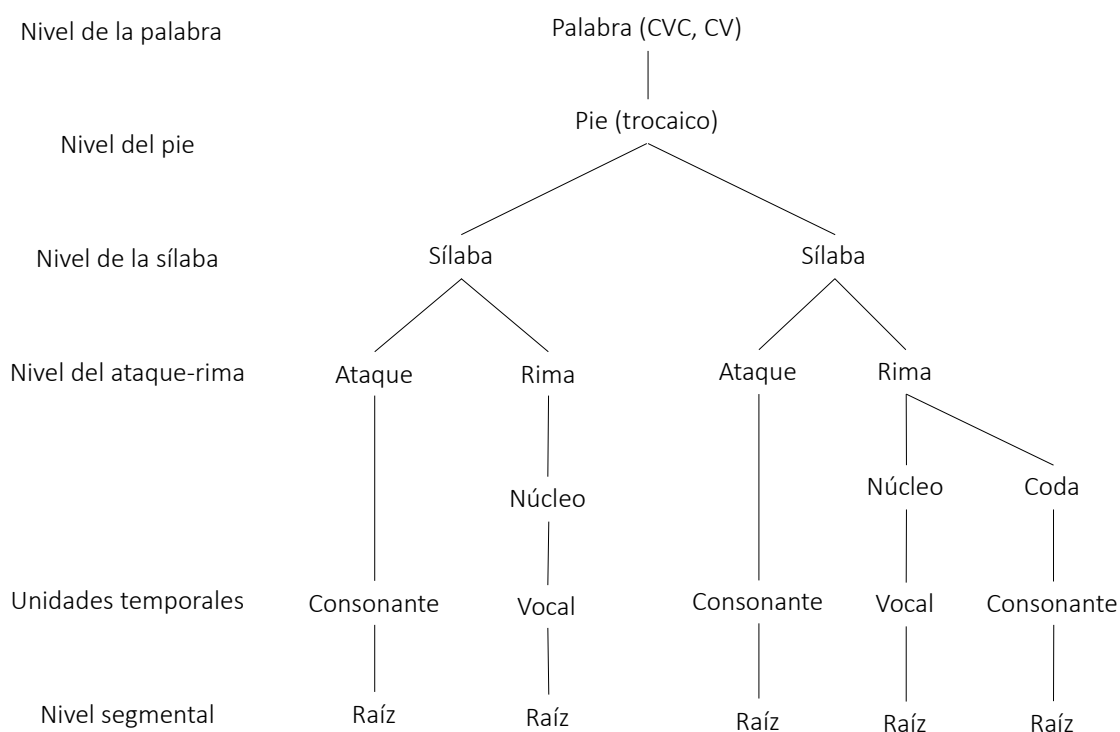 Nivel de la palabra Palabra (CVC, CV)
Nivel del pie Pie (trocaico)
Nivel de la sílaba Sílaba Sílaba
Nivel del ataque-rima Ataque Rima Ataque Rima
Núcleo Núcleo Coda
Unidades temporales Consonante Vocal Consonante Vocal Consonante
Nivel segmental Raíz Raíz Raíz Raíz Raíz